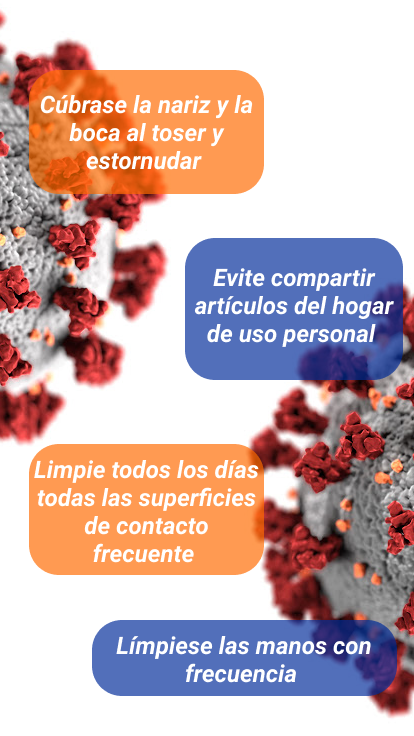 Cúbrase la nariz y la
boca al toser y
estornudar
Evite compartir
artículos del hogar
de uso personal
Limpie todos los días
todas las superficies
de contacto
frecuente
Límpiese las manos con
frecuencia